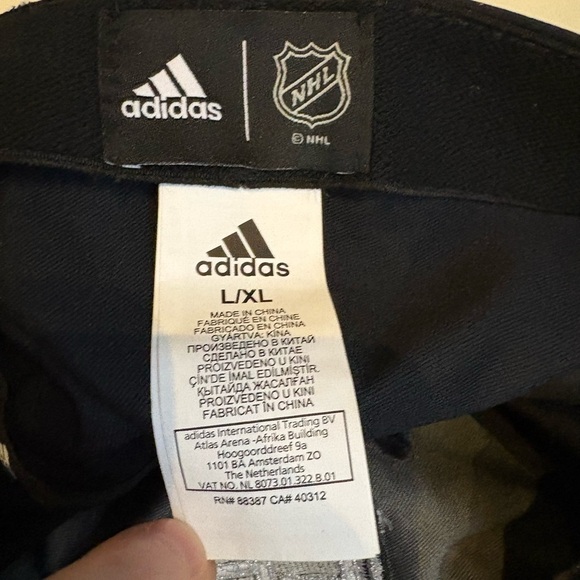 adidas
NHL
© NHL
adidas
L/XL
MADE IN CHINA
FABRIQUÉ EN CHINE
FABRICADO EN CHINA
GYÁRTVA: KÍNA
ПРОИЗВЕДЕНО В КИТАЙ
СДЕЛАНО В КИТАЕ
PROIZVEDENO U KINI
ÇİN'DE İMAL EDİLMİŞTİR.
ҚЫТАЙДА ЖАСАЛҒАН
PROIZVEDENO U KINI
FABRICAT ÎN CHINA
adidas International Trading BV
Atlas Arena -Afrika Building
Hoogoorddreef 9a
1101 BA Amsterdam ZO
The Netherlands
VAT NO. NL 8073.01.322.B.01
RN# 88387 CA# 40312